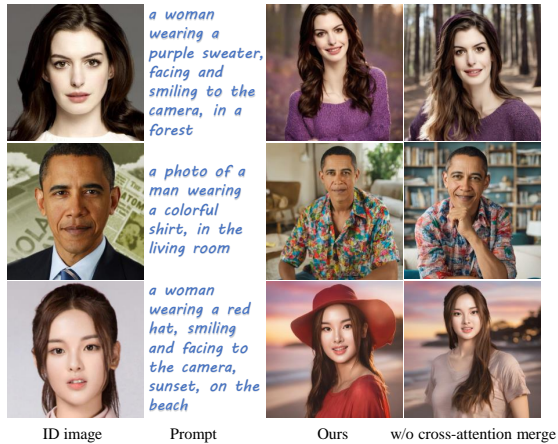 a woman
wearing a
purple sweater,
facing and
smiling to the
camera, in a
forest
a photo of a
man wearing
a colorful
shirt, in the
living room
a woman
wearing a red
hat, smiling
and facing to
the camera,
sunset, on the
beach
ID image
Prompt
Ours
w/o cross-attention merge